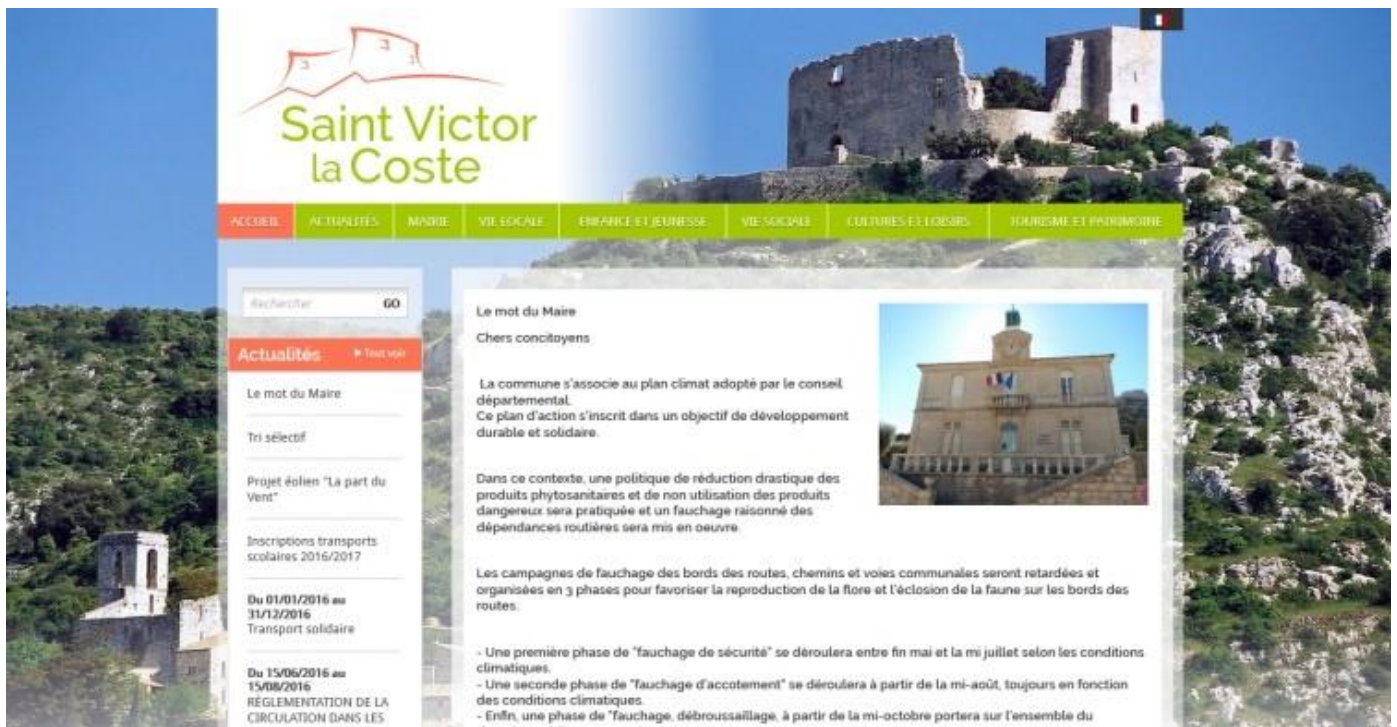 Saint Victor
la Coste
ACCUEIL ACTUALITÉS MAIRIE VIE LOCALE ENFANCE ET JEUNESSE VIE SOCIALE CULTURES ET LOISIRS TOURISME ET PATRIMOINE
Rechercher GO
Actualités Tout voir
Le mot du Maire
Tri sélectif
Projet éolien "La part du
Vent"
Inscriptions transports
scolaires 2016/2017
Du 01/01/2016 au
31/12/2016
Transport solidaire
Du 15/06/2016 au
15/08/2016
RÉGLEMENTATION DE LA
CIRCULATION DANS LES
Le mot du Maire
Chers concitoyens
La commune s'associe au plan climat adopté par le conseil
départemental.
Ce plan d'action s'inscrit dans un objectif de développement
durable et solidaire.
Dans ce contexte, une politique de réduction drastique des
produits phytosanitaires et de non utilisation des produits
dangereux sera pratiquée et un fauchage raisonné des
dépendances routières sera mis en oeuvre.
Les campagnes de fauchage des bords des routes, chemins et voies communales seront retardées et
organisées en 3 phases pour favoriser la reproduction de la flore et l'éclosion de la faune sur les bords des
routes.
- Une première phase de "fauchage de sécurité" se déroulera entre fin mai et la mi juillet selon les conditions
climatiques.
- Une seconde phase de "fauchage d'accotement" se déroulera à partir de la mi-août, toujours en fonction
des conditions climatiques.
- Enfin, une phase de "fauchage, débroussaillage, à partir de la mi-octobre portera sur l'ensemble du